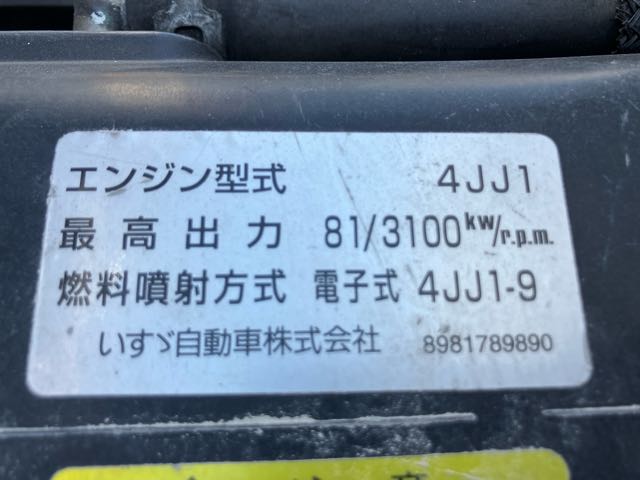 エンジン型式 4JJ1
最高出力 81/3100kW/r.p.m.
燃料噴射方式 電子式 4JJ1-9
いすゞ自動車株式会社 8981789890